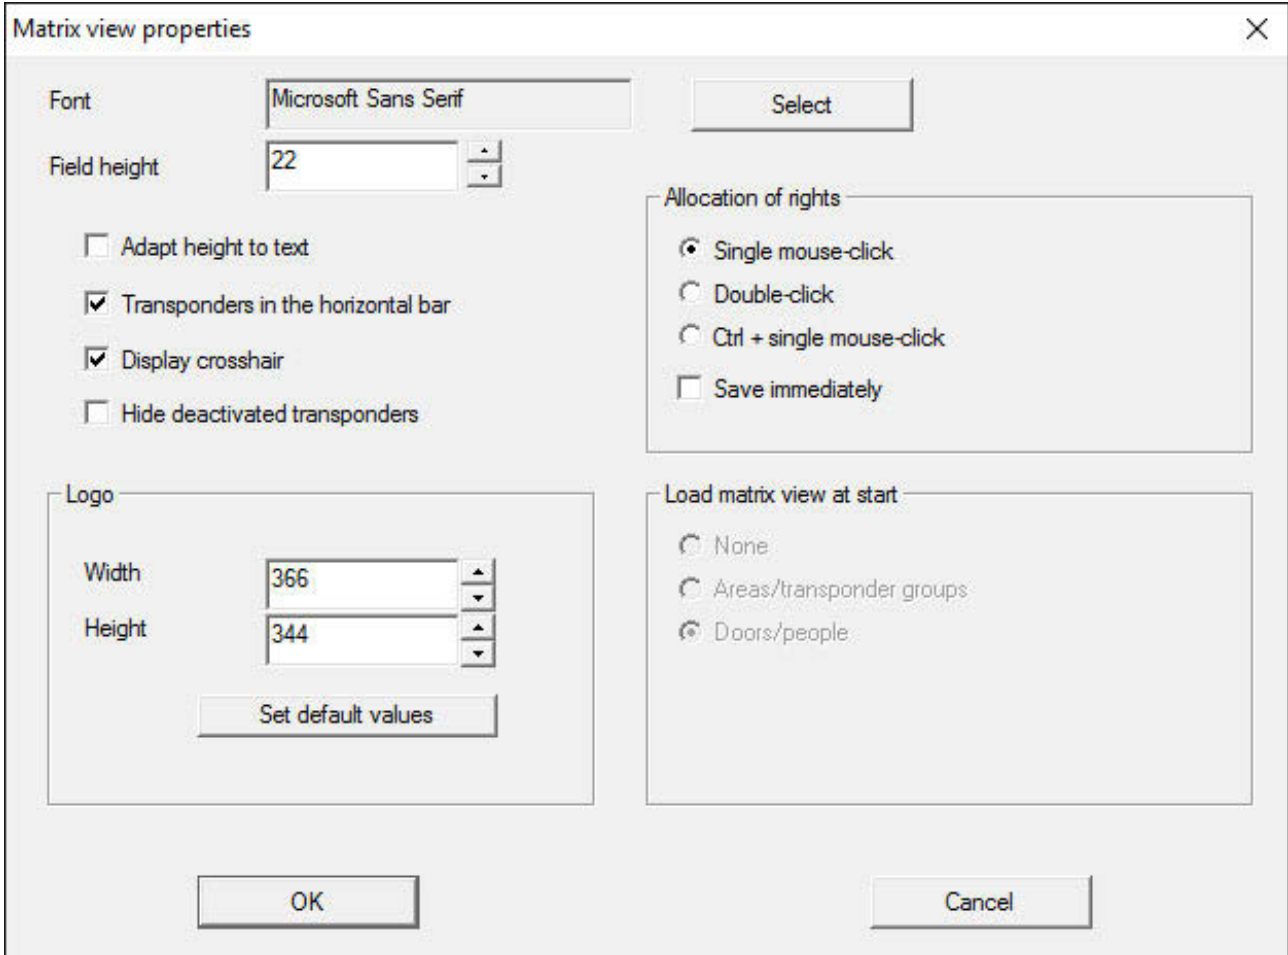 Matrix view properties
Font
Microsoft Sans Serif
Select
Field height
22
Adapt height to text
Transponders in the horizontal bar
Display crosshair
Hide deactivated transponders
Allocation of rights
Single mouse-click
Double-click
Ctrl + single mouse-click
Save immediately
Logo
Width
366
Height
344
Set default values
Load matrix view at start
None
Areas/transponder groups
Doors/people
OK
Cancel